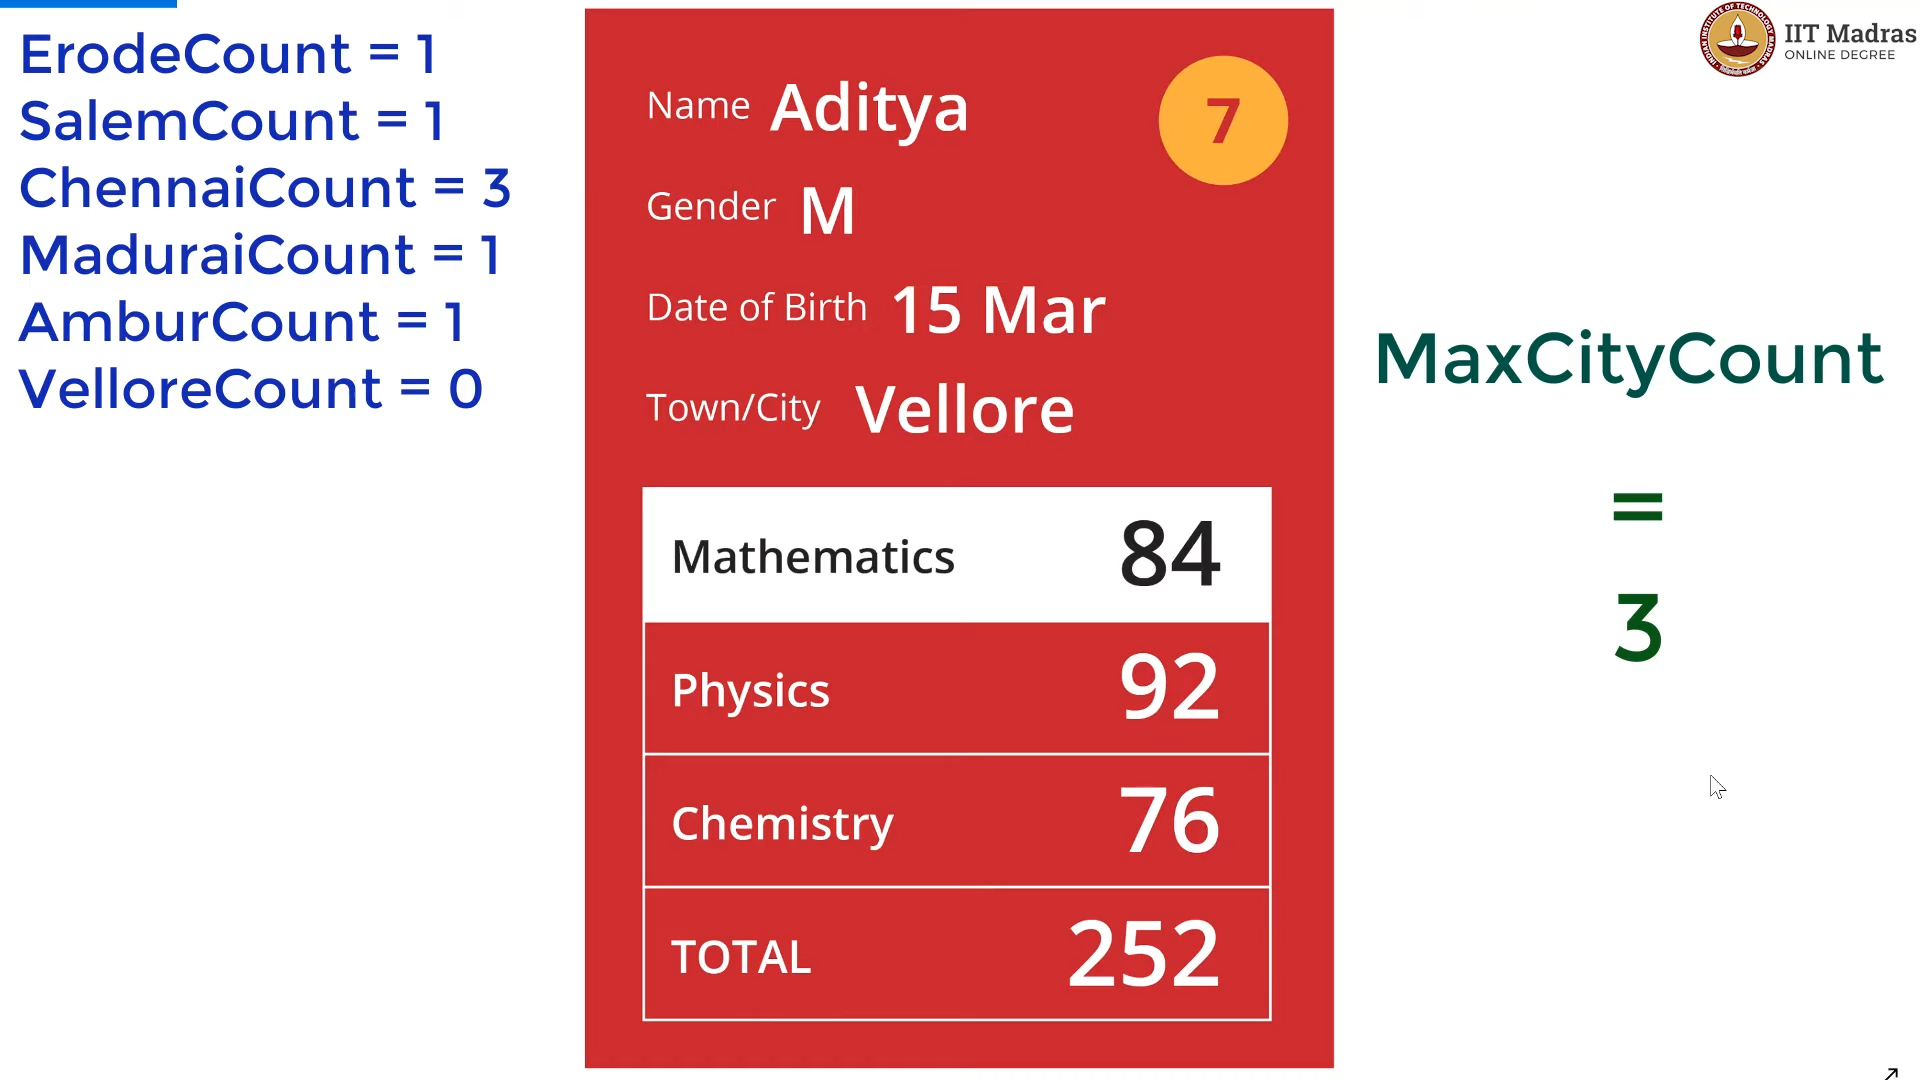 ErodeCount = 1
SalemCount = 1
ChennaiCount = 3
MaduraiCount = 1
AmburCount = 1
VelloreCount = 0
Name Aditya
7
Gender M
Date of Birth 15 Mar
Town/City Vellore
Mathematics 84
Physics 92
Chemistry 76
TOTAL 252
IIT Madras
ONLINE DEGREE
MaxCityCount
=
3